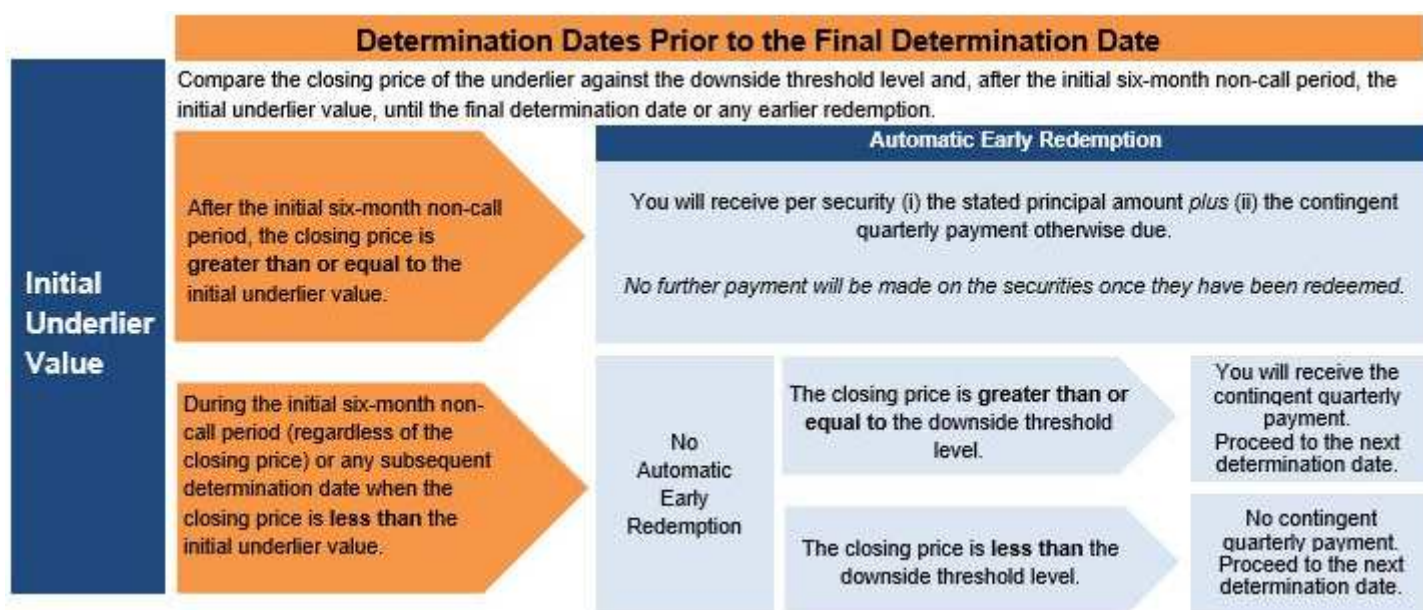 Determination Dates Prior to the Final Determination Date
Compare the closing price of the underlier against the downside threshold level and, after the initial six-month non-call period, the
initial underlier value, until the final determination date or any earlier redemption.
Initial
Underlier
Value
After the initial six-month non-call
period, the closing price is
greater than or equal to the
initial underlier value.
Automatic Early Redemption
You will receive per security (i) the stated principal amount plus (ii) the contingent
quarterly payment otherwise due.
No further payment will be made on the securities once they have been redeemed.
During the initial six-month non-
call period (regardless of the
closing price) or any subsequent
determination date when the
closing price is less than the
initial underlier value.
No
Automatic
Early
Redemption
The closing price is greater than or
equal to the downside threshold
level.
You will receive the
contingent quarterly
payment.
Proceed to the next
determination date.
The closing price is less than the
downside threshold level.
No contingent
quarterly payment.
Proceed to the next
determination date.